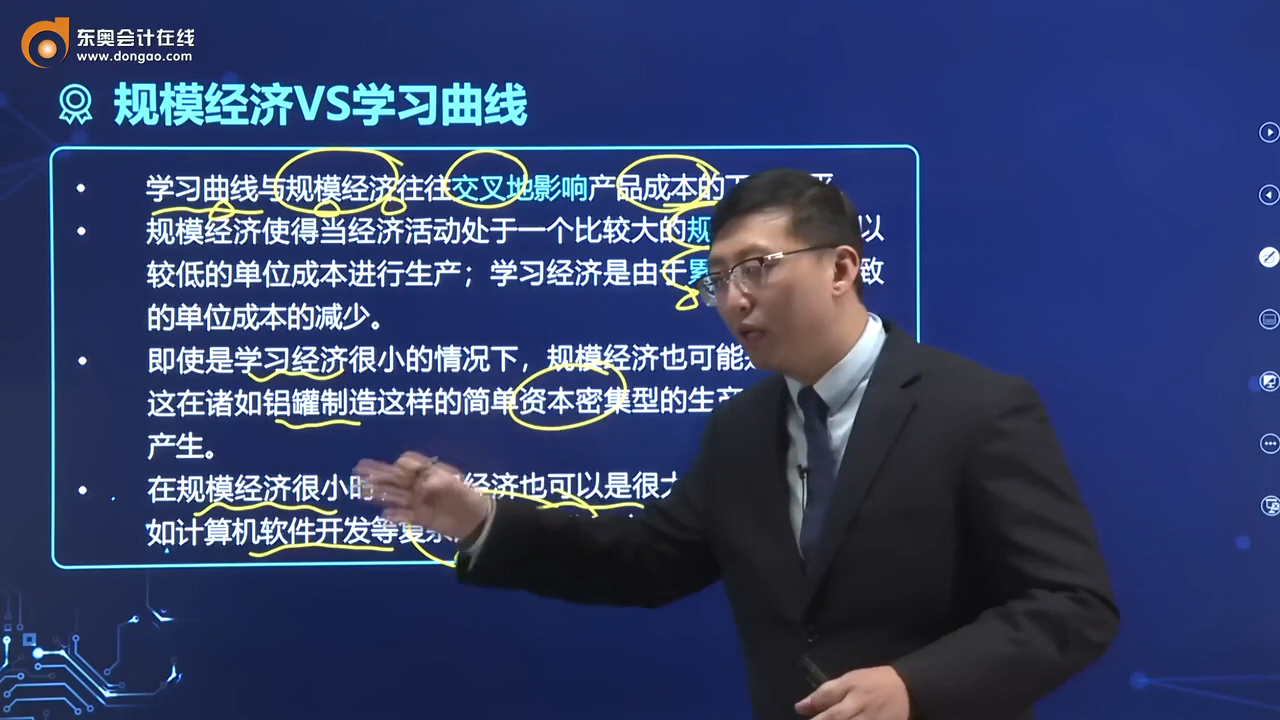 东奥会计在线
www.dongao.com
规模经济VS学习曲线
学习曲线与规模经济往往交叉地影响产品成本的
规模经济使得当经济活动处于一个比较大的规 以
较低的单位成本进行生产；学习经济是由于累 致
的单位成本的减少。
即使是学习经济很小的情况下，规模经济也可能
这在诸如铝罐制造这样的简单资本密集型的生产
产生。
在规模经济很小时 经济也可以是很大
如计算机软件开发等复杂